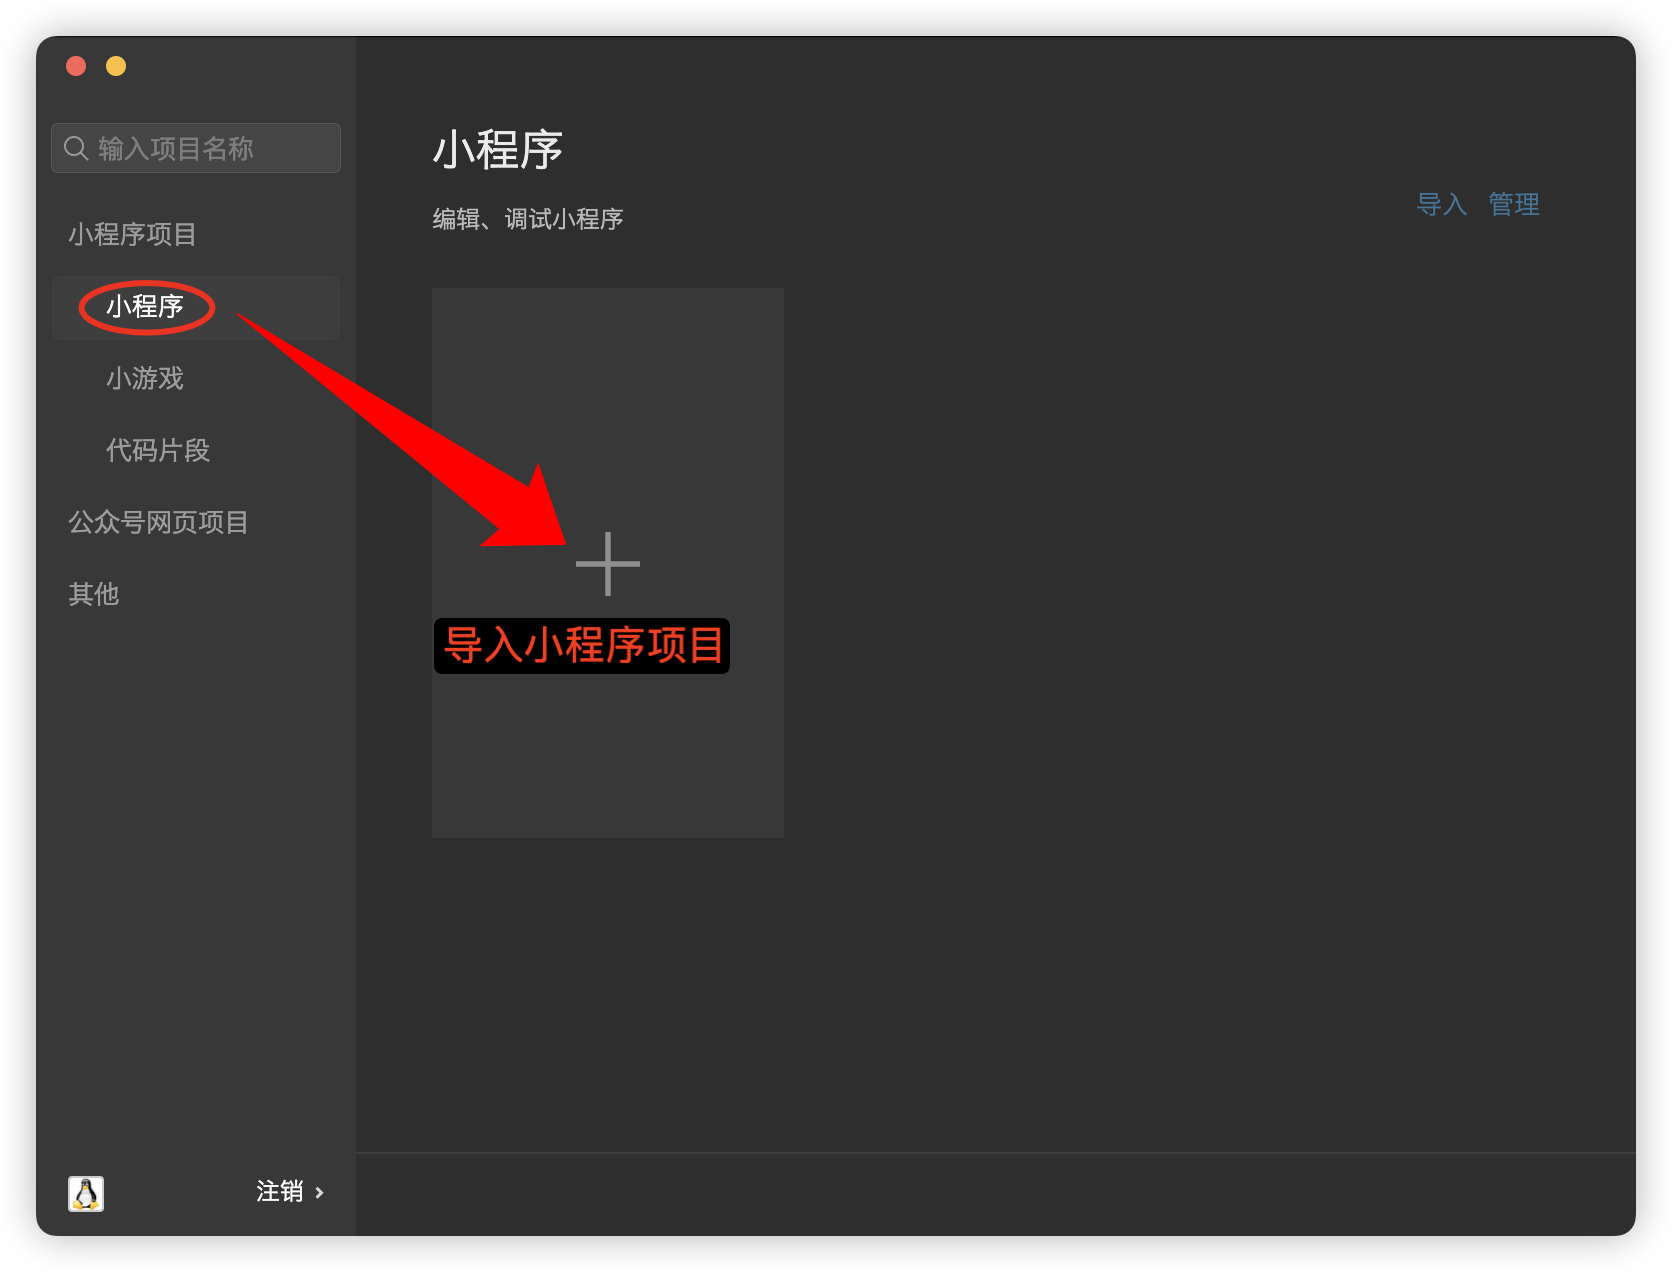 输入项目名称
小程序项目
小程序
小游戏
代码片段
公众号网页项目
其他
注销
小程序
编辑、调试小程序
导入 管理
导入小程序项目